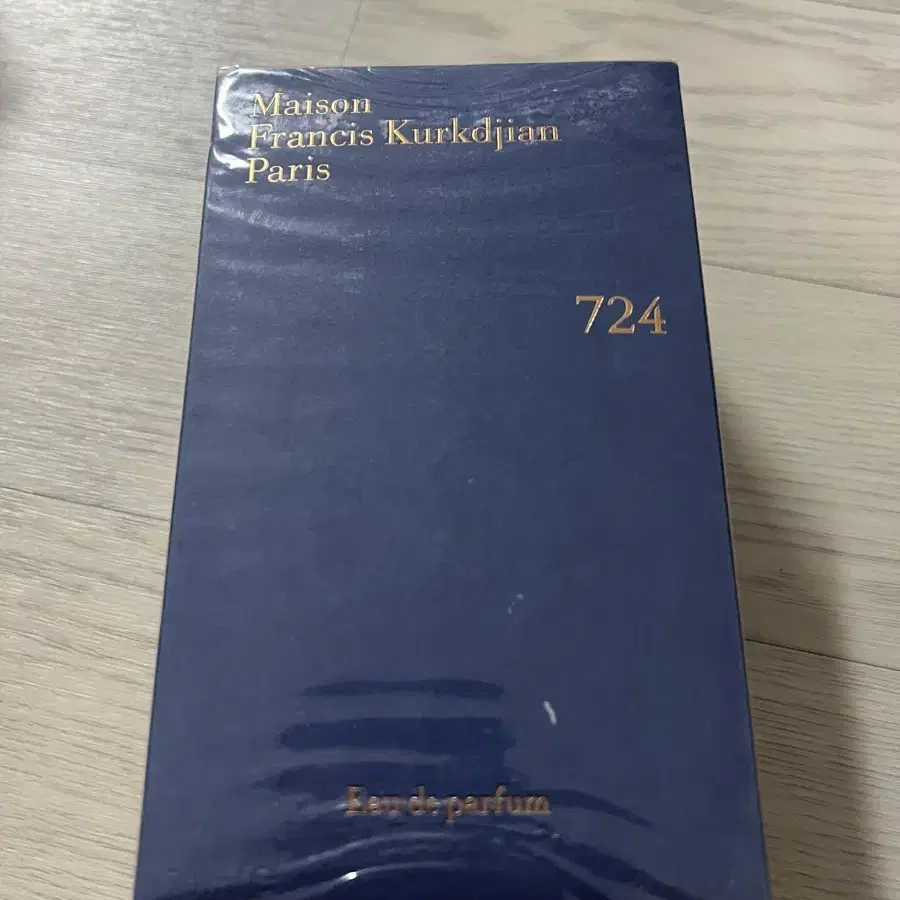 Maison
Francis Kurkdjian
Paris
724
Eau de parfum